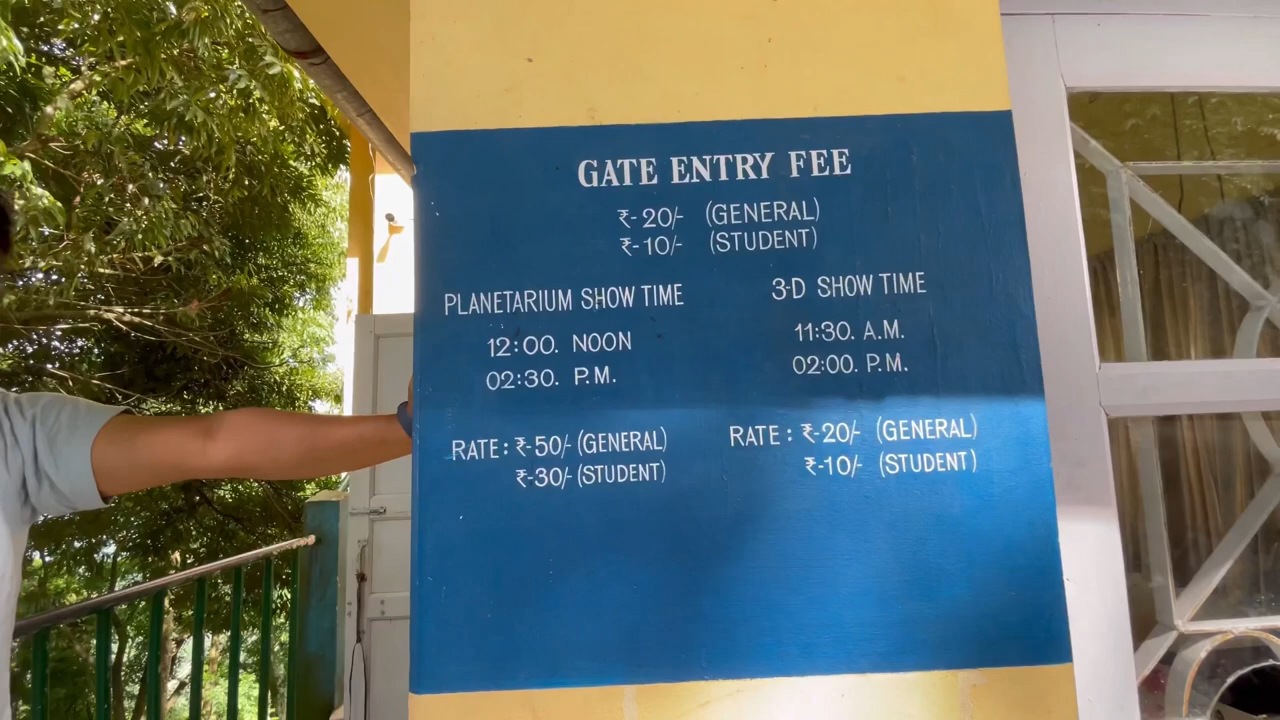 GATE ENTRY FEE
₹-20/- (GENERAL)
₹-10/- (STUDENT)
PLANETARIUM SHOW TIME
12:00. NOON
02:30. P.M.
RATE: ₹-50/- (GENERAL)
₹-30/- (STUDENT)
3-D SHOW TIME
11:30. A.M.
02:00. P.M.
RATE: ₹-20/- (GENERAL)
₹-10/- (STUDENT)